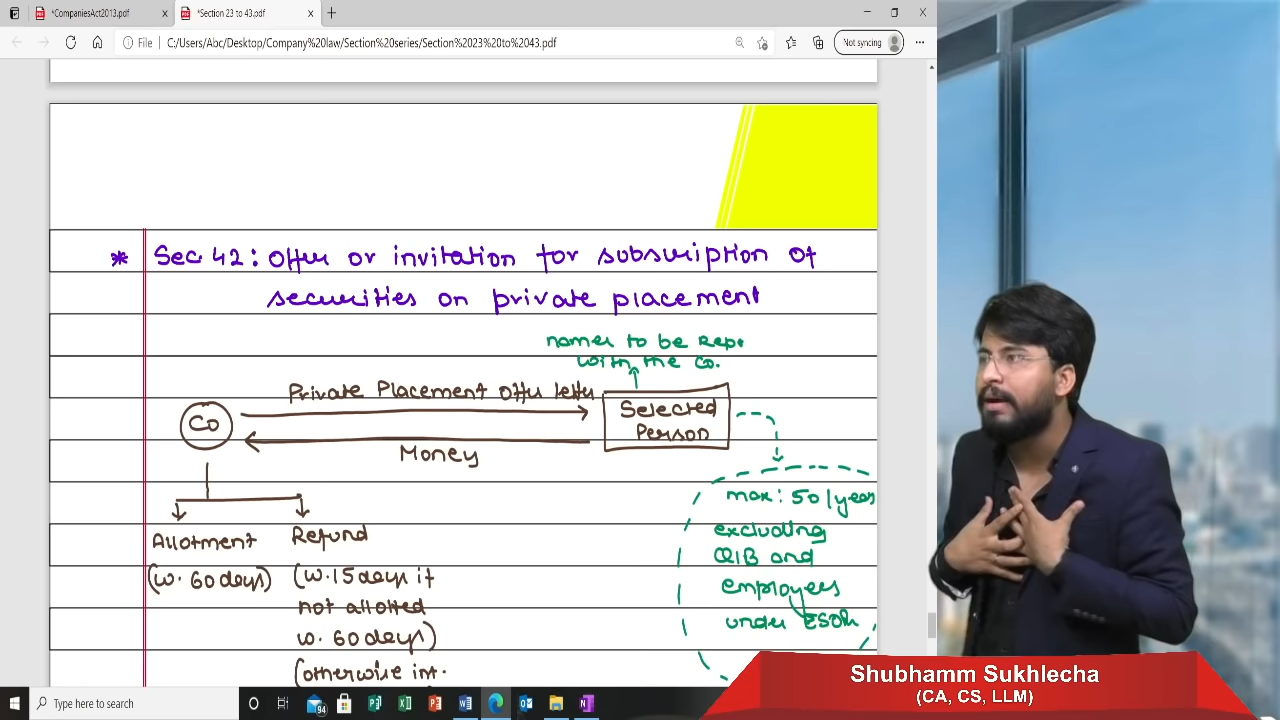 *CompaniesAct2013.pdf
*Section 23 to 43.pdf
File
C:/Users/Abc/Desktop/Company%20law/Section%20series/Section%2023%20to%2043.pdf
Not syncing
* Sec 42: Offer or invitation for subscription of
securities on private placement
names to be Rept
with the Co.
Private Placement Offer letter
Co
Selected
Person
Money
max: 50/years
excluding
QIB and
employees
under ESOP
Allotment
(w. 60 days)
Refund
(w. 15 days if
not allotted
w. 60 days)
(otherwise int.
Shubhamm Sukhlecha
(CA, CS, LLM)
Type here to search
94